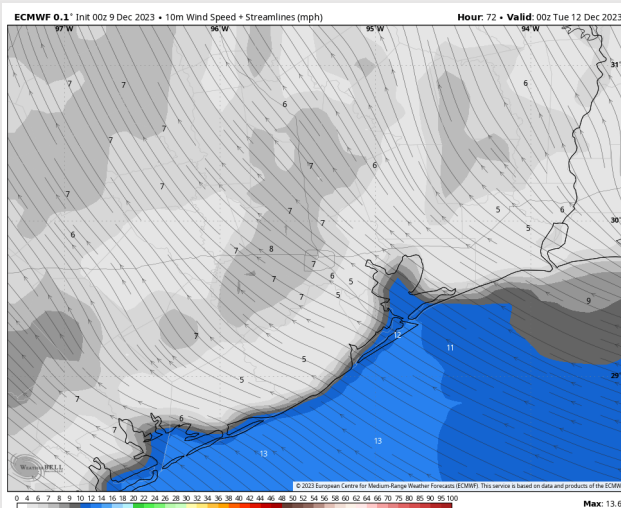 ECMWF 0.1° Init 00z 9 Dec 2023 • 10m Wind Speed + Streamlines (mph) Hour: 72 • Valid: 00z Tue 12 Dec 2023
97°W 96°W 95°W 94°W
31°
7 7 6 6
7
7
7 6
7 7
7 5 6
7 5
6 7 8
7 6 5
7 7 5
9
12
7 11
5
5
7
6
7 13
13
29°
30°
WEATHERBELL
© 2023 European Centre for Medium-Range Weather Forecasts (ECMWF). This service is based on data and products of the ECMW
0 4 6 7 8 9 10 12 14 16 18 20 22 24 26 28 30 32 34 36 38 40 42 44 46 48 50 52 54 56 58 60 65 70 75 80 85 90 95 100
Max: 13.6